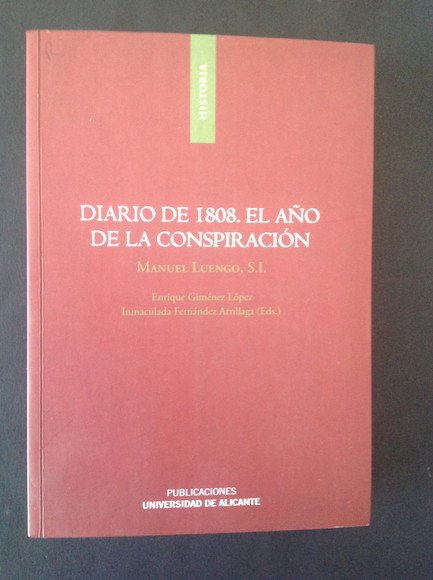 HISTORIA
DIARIO DE 1808. EL AÑO
DE LA CONSPIRACIÓN
MANUEL LUENGO, S.I.
Enrique Giménez López
Inmaculada Fernández Arrillaga (Eds.)
PUBLICACIONES
UNIVERSIDAD DE ALICANTE